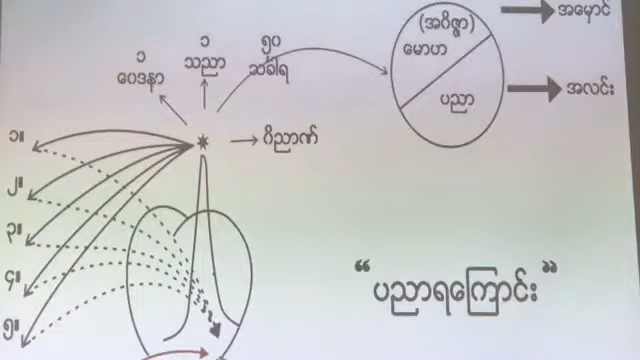 (အဝိဇ္ဇာ)
မောဟ
ပညာ
အမှောင်
အလင်း
၁
ဝေဒနာ
၁
သညာ
၅၀
သင်္ခါရ
ဝိညာဏ်
၁။
၂။
၃။
၄။
၅။
“ပညာရကြောင်း”